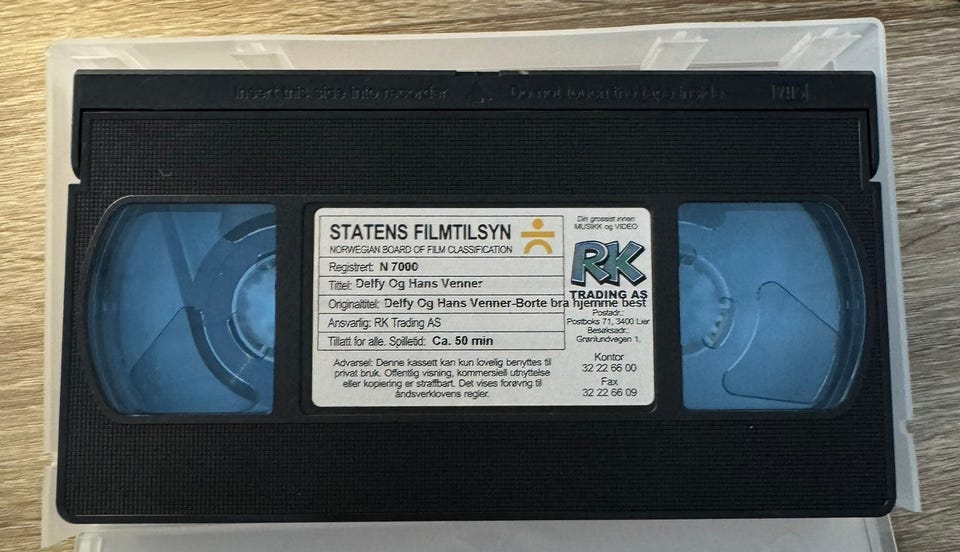 Insert this side into recorder Do not touch the tape inside VHS
STATENS FILMTILSYN
NORWEGIAN BOARD OF FILM CLASSIFICATION
Registrert: N 7000
Tittel: Delfy Og Hans Venner
Originaltitel: Delfy Og Hans Venner-Borte bra hjemme best
Ansvarlig: RK Trading AS
Tillatt for alle. Spilletid: Ca. 50 min
Advarsel: Denne kassett kan kun lovelig benyttes til
privat bruk. Offentlig visning, kommersiell utnyttelse
eller kopiering er straffbart. Det vises forøvrig til
åndsverklovens regler.
Din grossist innen
MUSIKK og VIDEO
RK
TRADING AS
Postadr.:
Postboks 71, 3400 Lier
Besøksadr.:
Grønlundvegen 1,
Kontor
32 22 66 00
Fax
32 22 66 09